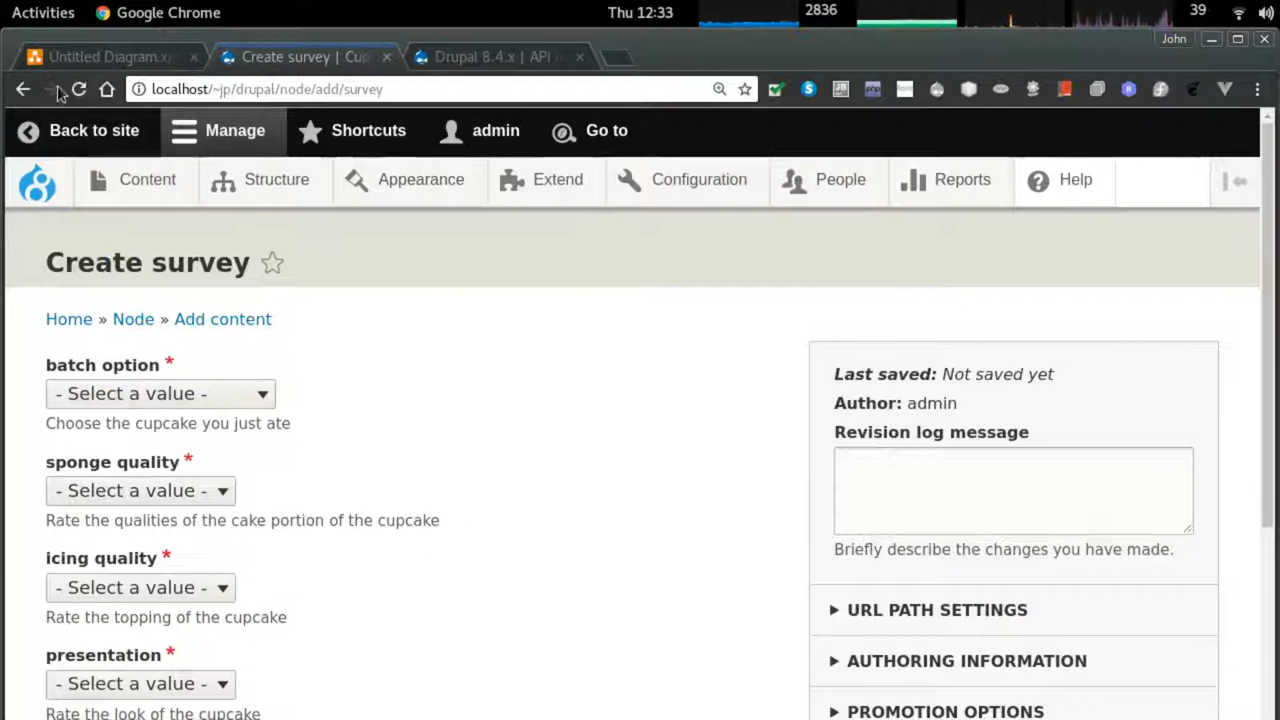 Activities Google Chrome Thu 12:33 2836 39
John
Untitled Diagram.x Create survey | Cup Drupal 8.4.x | API
localhost/~jp/drupal/node/add/survey
Back to site Manage Shortcuts admin Go to
Content Structure Appearance Extend Configuration People Reports Help
Create survey
Home » Node » Add content
batch option *
- Select a value -
Choose the cupcake you just ate
sponge quality *
- Select a value -
Rate the qualities of the cake portion of the cupcake
icing quality *
- Select a value -
Rate the topping of the cupcake
presentation *
- Select a value -
Rate the look of the cupcake
Last saved: Not saved yet
Author: admin
Revision log message
Briefly describe the changes you have made.
URL PATH SETTINGS
AUTHORING INFORMATION
PROMOTION OPTIONS